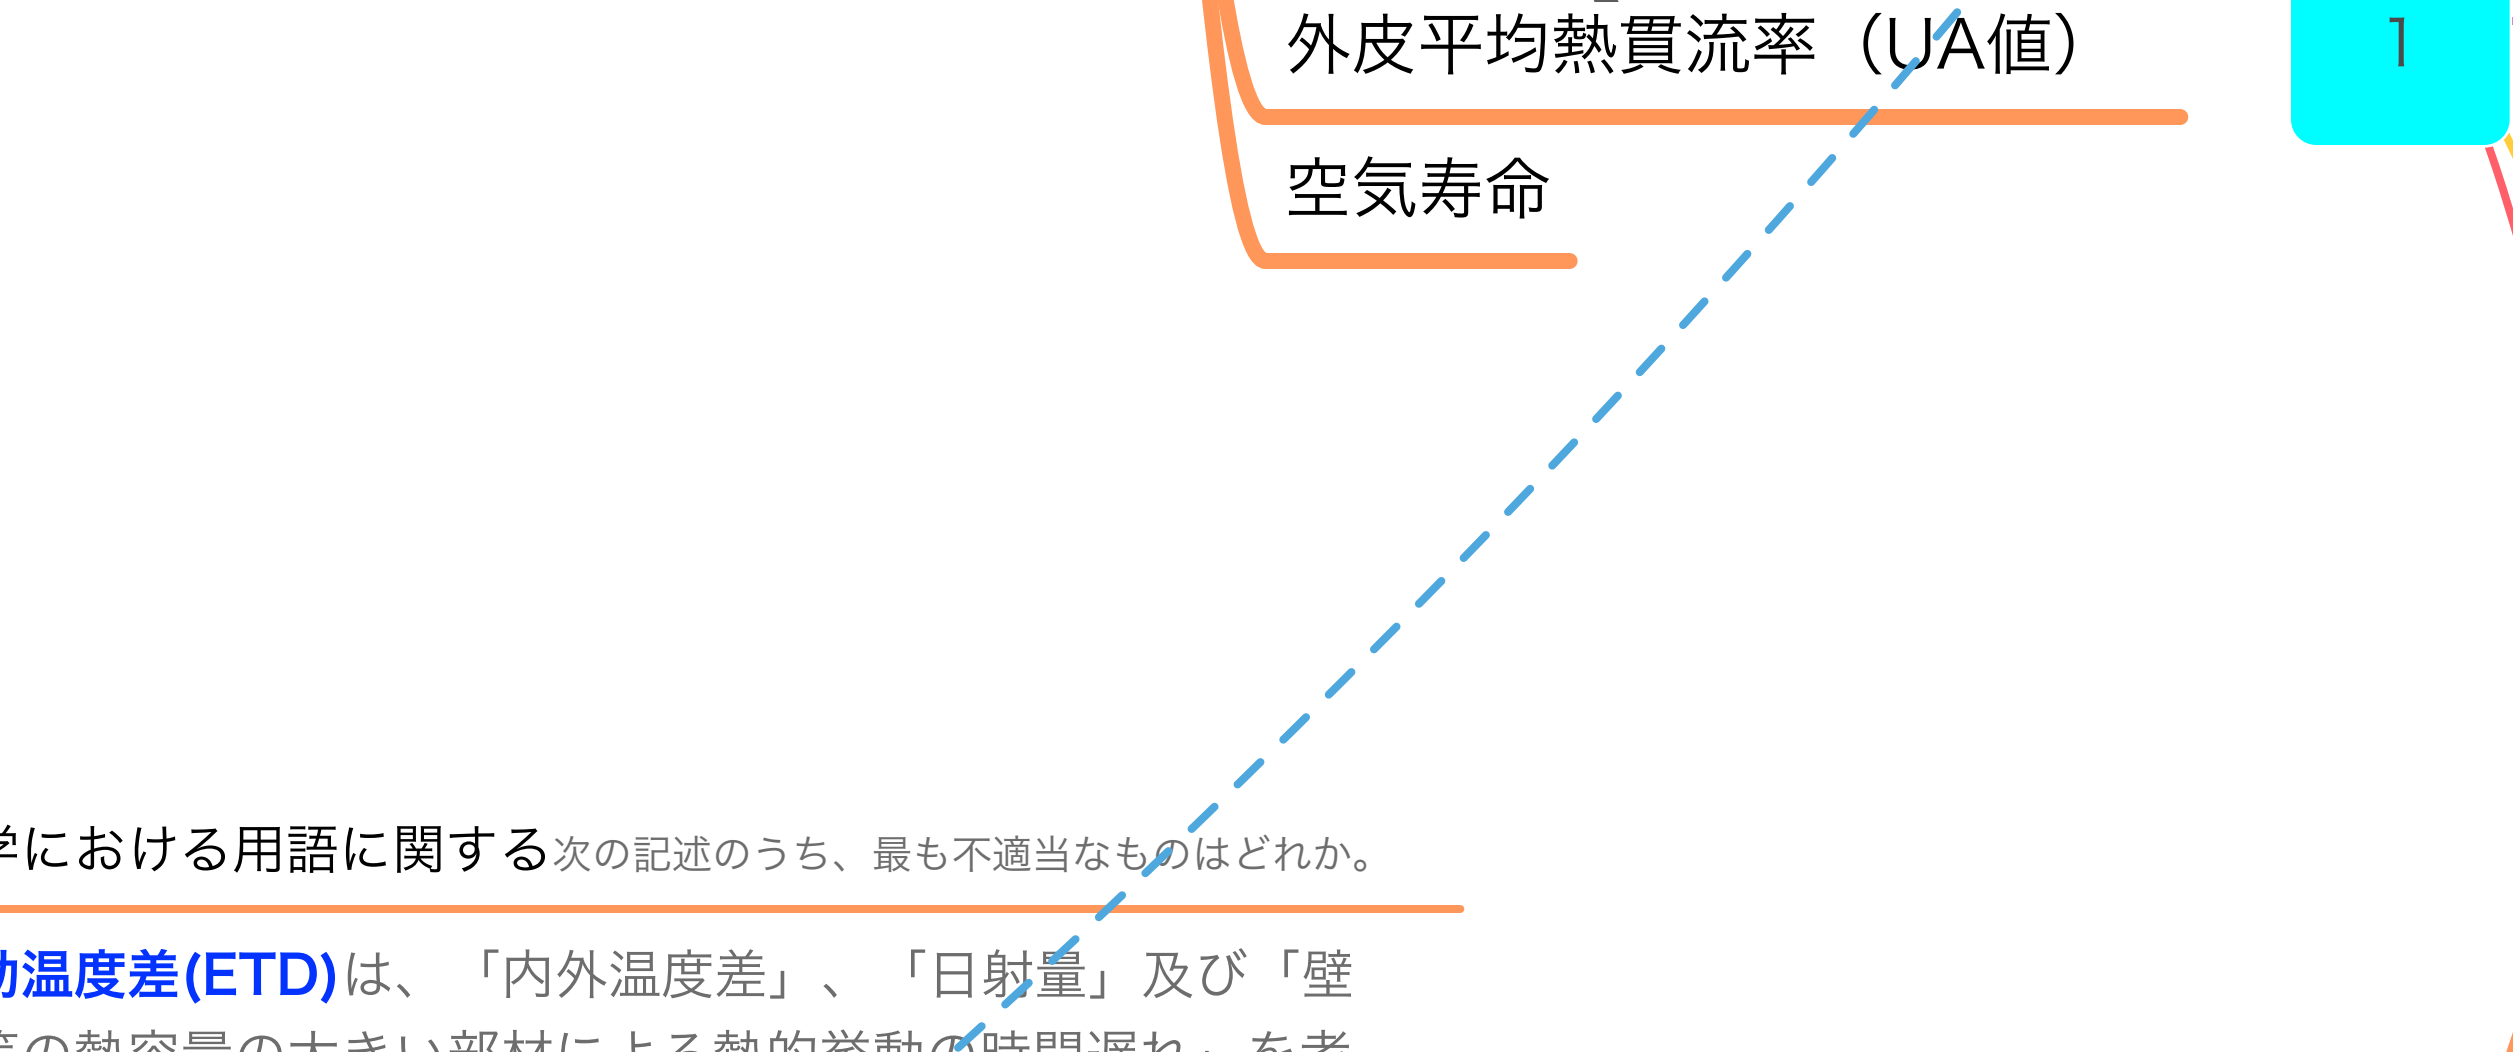 外皮平均熱貫流率（UA値）
1
空気寿命
における用語に関する次の記述のうち、最も不適当なものはどれか。
温度差(ETD)は、「内外温度差」、「日射量」及び「壁